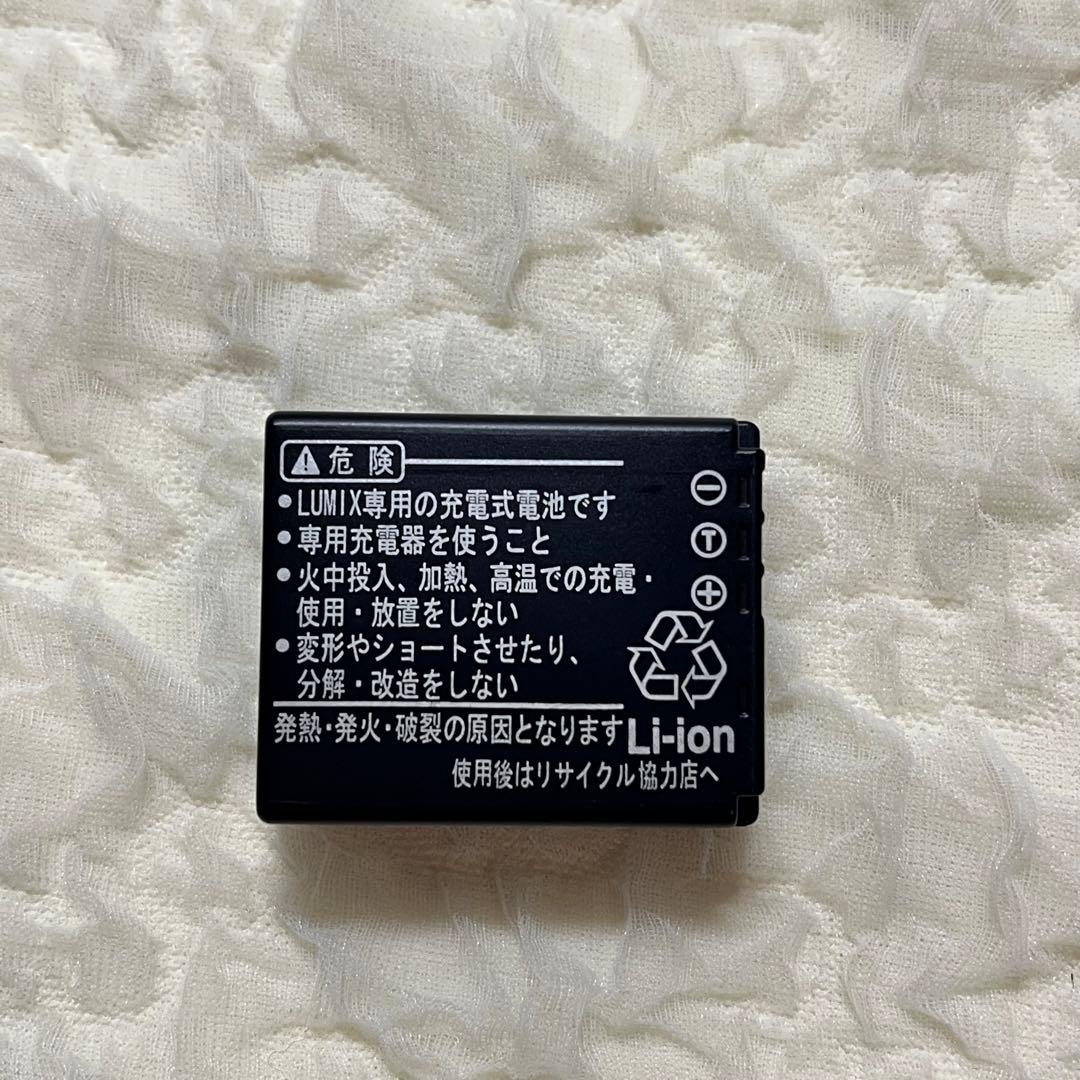 ⚠危険
•LUMIX専用の充電式電池です
•専用充電器を使うこと
•火中投入、加熱、高温での充電・
使用・放置をしない
•変形やショートさせたり、
分解・改造をしない
発熱・発火・破裂の原因となります
⊖
Ⓣ
⊕
Li-ion
使用後はリサイクル協力店へ